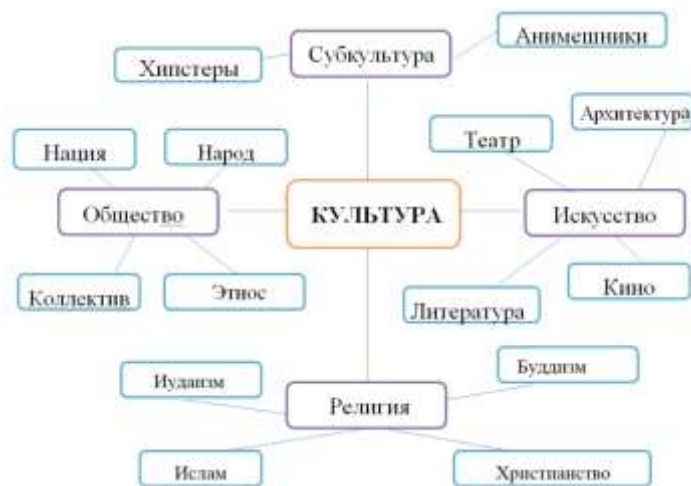 Анимешники
Субкультура
Хипстеры
Архитектура
Театр
Нация
Народ
Общество
КУЛЬТУРА
Искусство
Коллектив
Этнос
Литература
Кино
Иудаизм
Буддизм
Религия
Ислам
Христианство